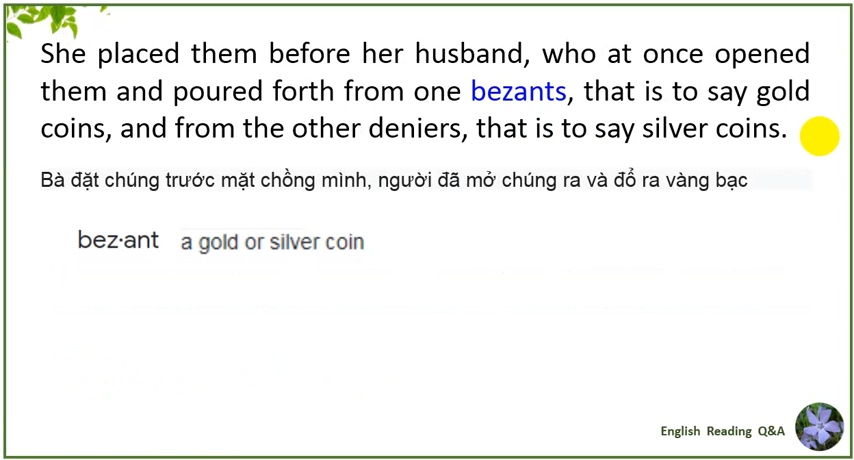 She placed them before her husband, who at once opened
them and poured forth from one bezants, that is to say gold
coins, and from the other deniers, that is to say silver coins.
Bà đặt chúng trước mặt chồng mình, người đã mở chúng ra và đổ ra vàng bạc
bez·ant a gold or silver coin
English Reading Q&A